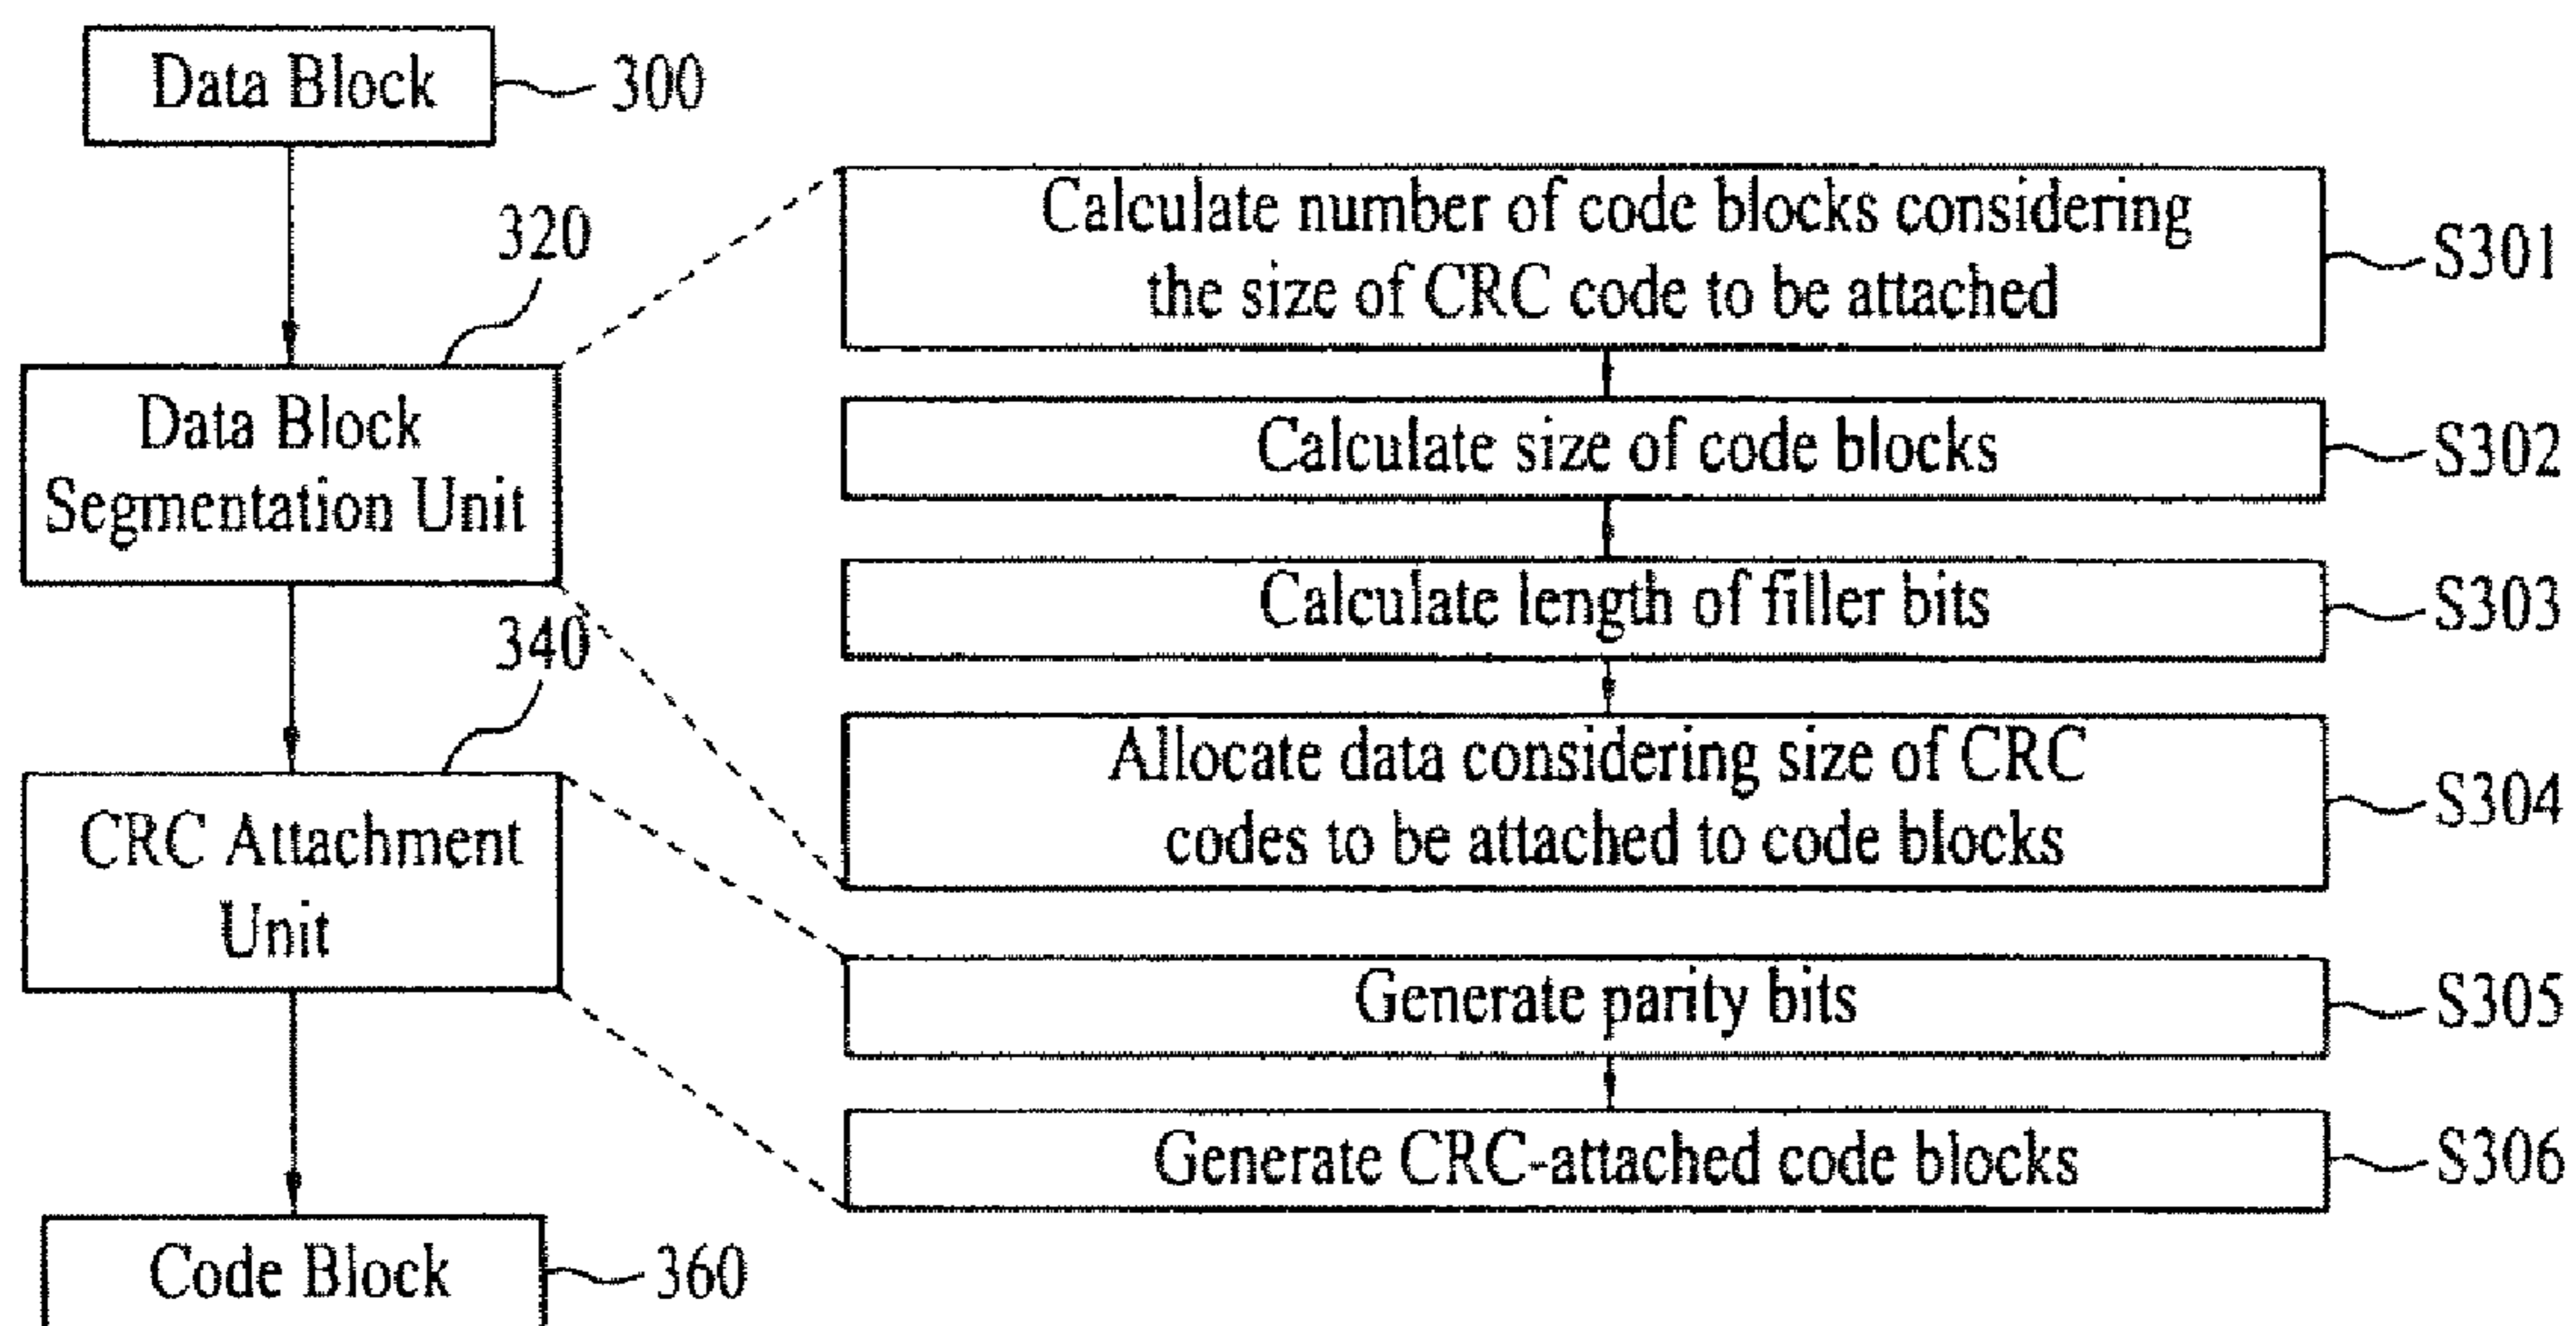 Data Block
300
320
Data Block
Segmentation Unit
340
CRC Attachment
Unit
Code Block
360
Calculate number of code blocks considering
the size of CRC code to be attached
S301
Calculate size of code blocks
S302
Calculate length of filler bits
S303
Allocate data considering size of CRC
codes to be attached to code blocks
S304
Generate parity bits
S305
Generate CRC-attached code blocks
S306